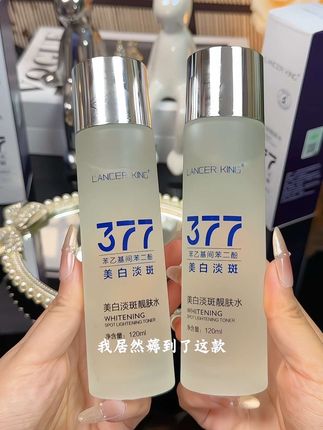 VOGUE
LANCER KING
377
LANCER KING
377
苯乙基间苯二酚
美白淡斑
美白淡斑靓肤水
WHITENING
SPOT LIGHTENING TONER
净含量: 120ml
LANCER KING
377
苯乙基间苯二酚
美白淡斑
美白淡斑靓肤水
WHITENING
SPOT LIGHTENING TONER
净含量: 120ml
我居然薅到了这款